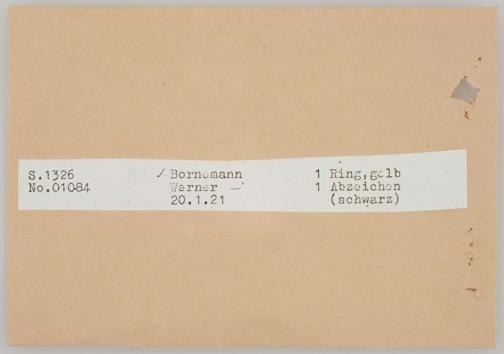 S.1326 Bornemann 1 Ring,gelb
No.01084 Werner 1 Abzeichen
20.1.21 (schwarz)